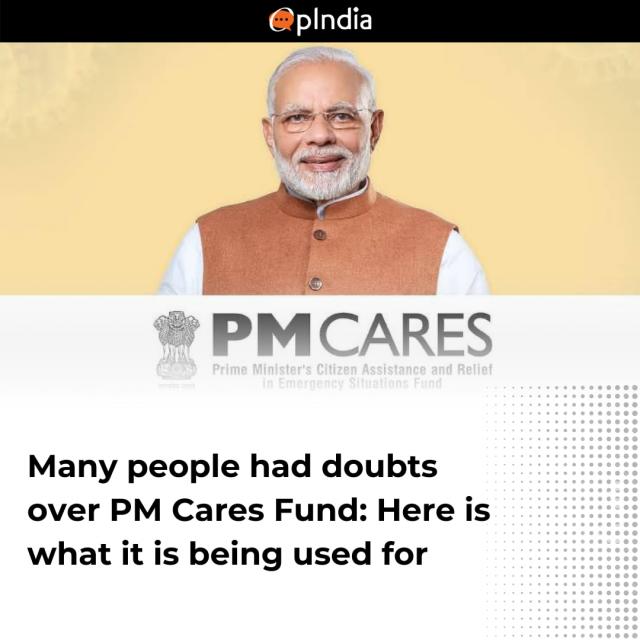 OpIndia
PM CARES
Prime Minister's Citizen Assistance and Relief
in Emergency Situations Fund
Many people had doubts
over PM Cares Fund: Here is
what it is being used for